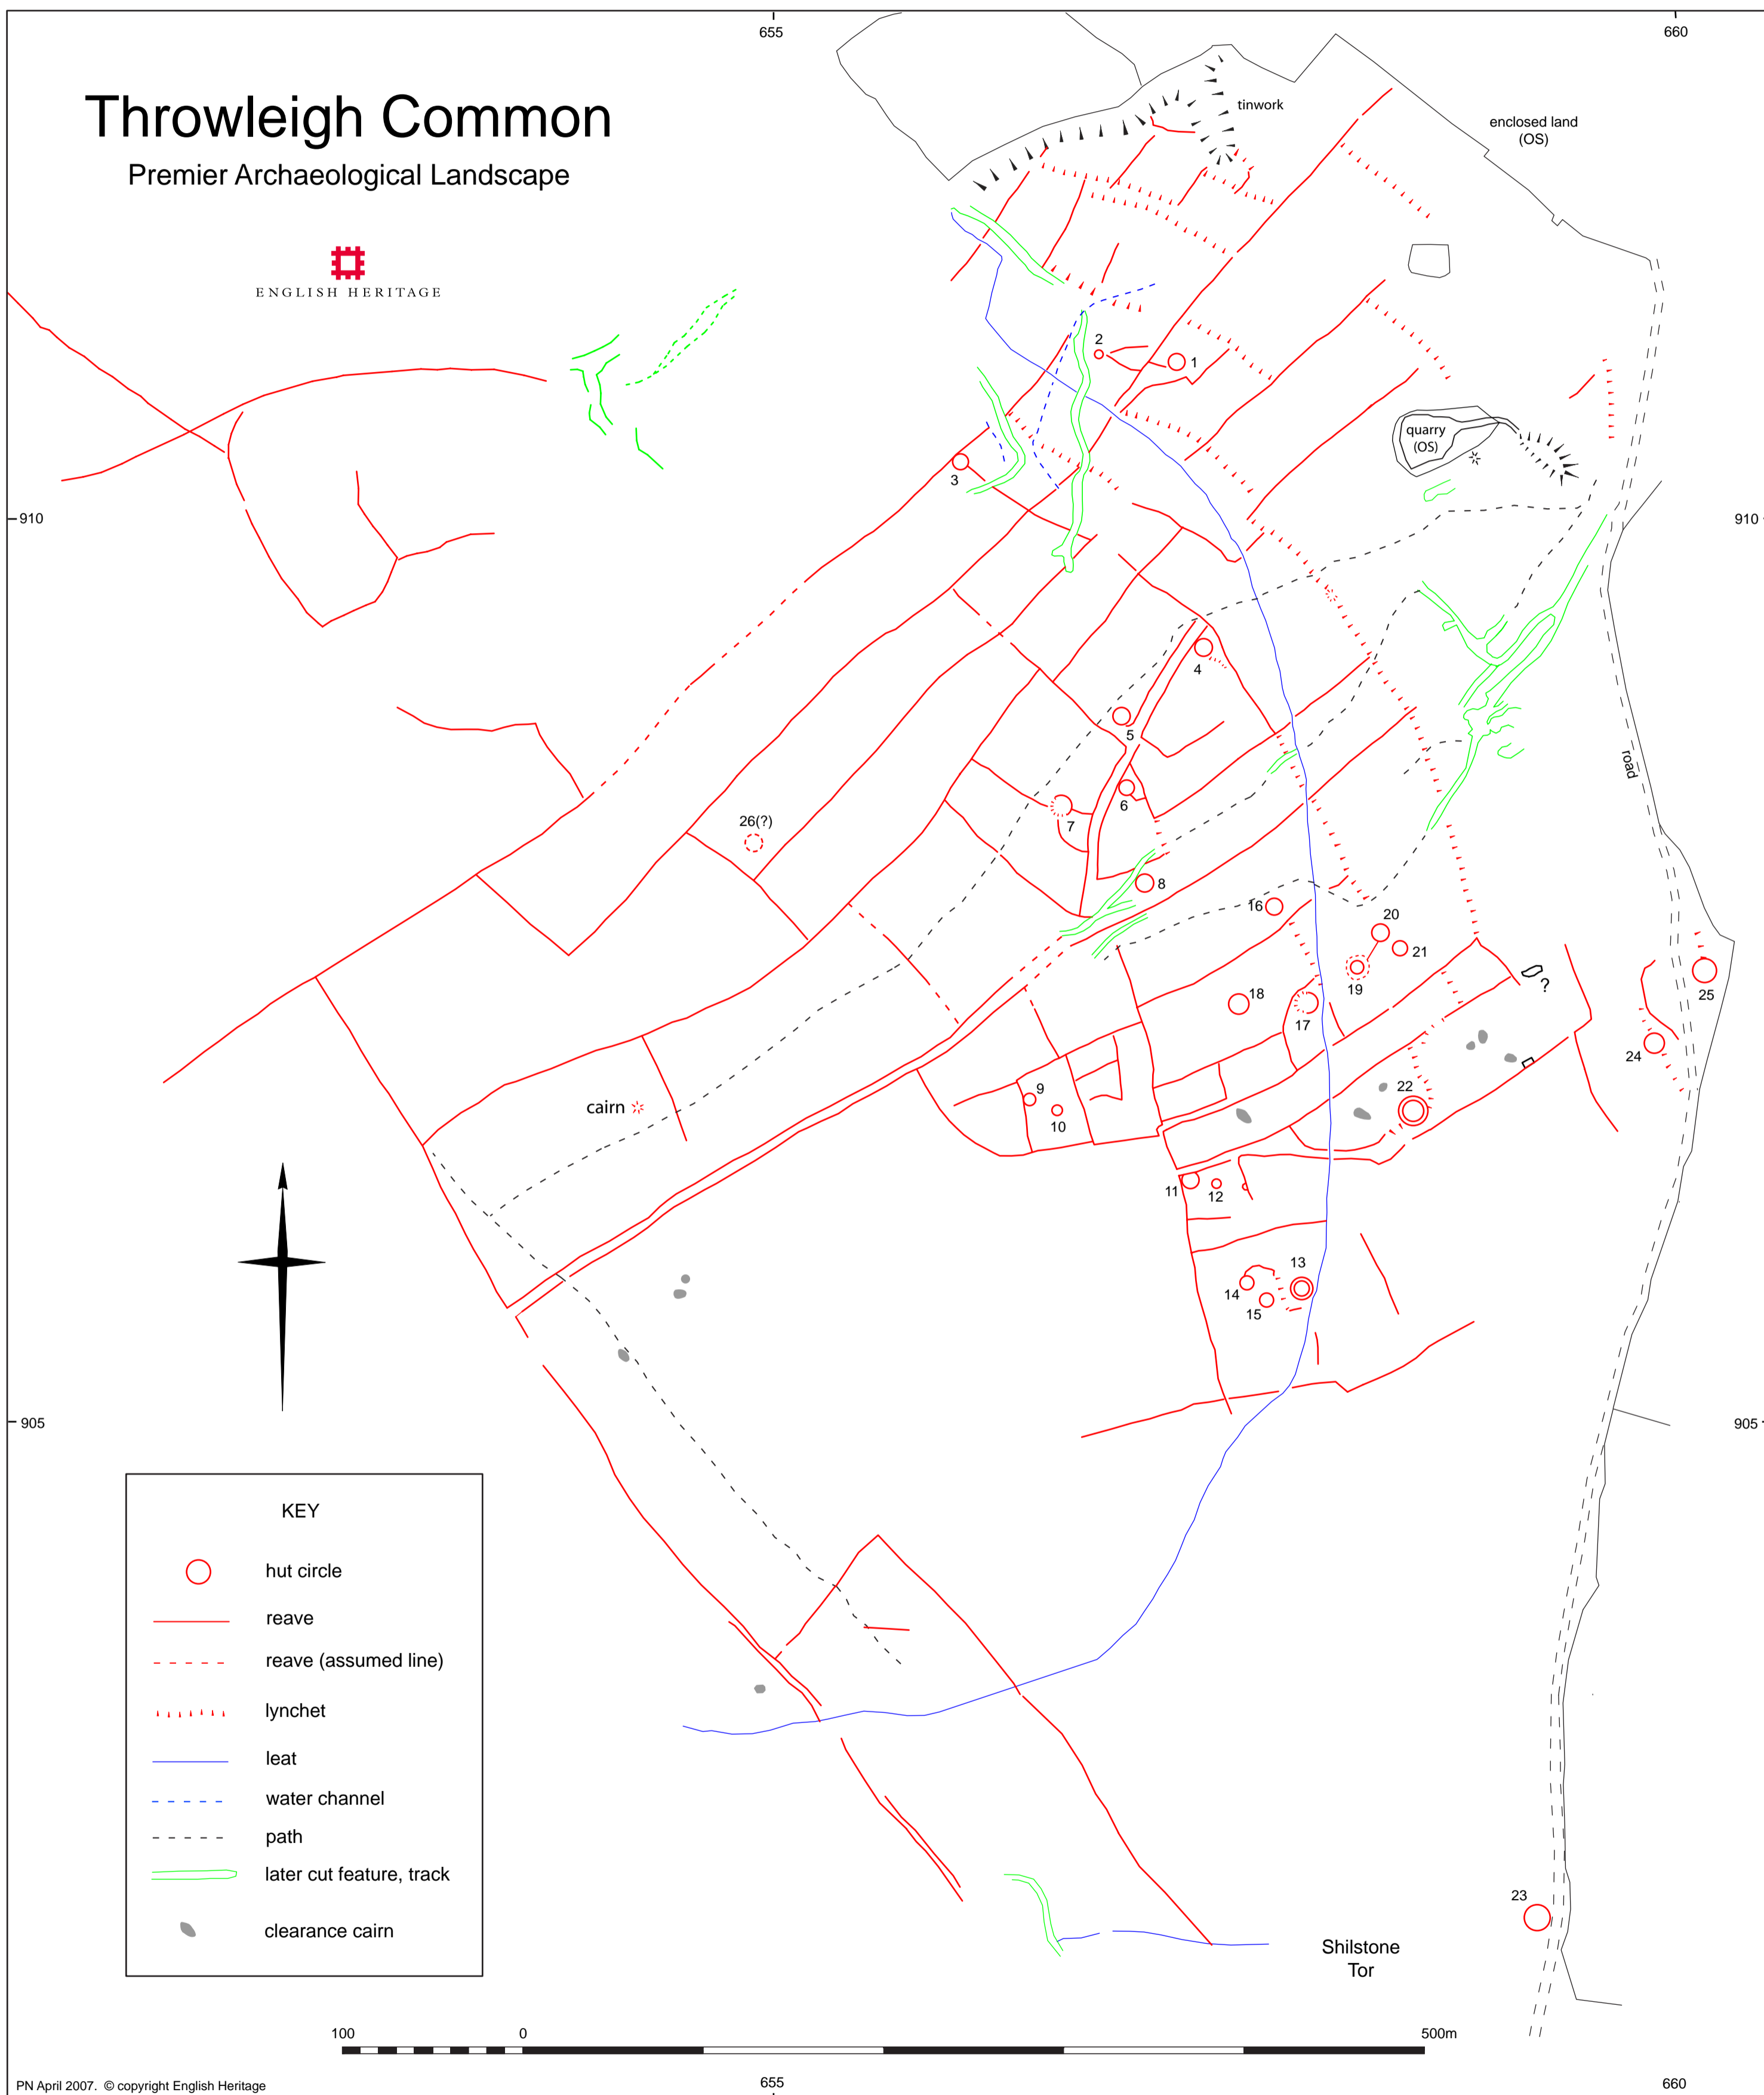 655
660
Throwleigh Common
Premier Archaeological Landscape
ENGLISH HERITAGE
tinwork
enclosed land
(OS)
2
1
quarry
(OS)
3
910
910
4
5
road
6
7
26(?)
8
16
20
21
19
?
25
18
17
24
22
9
cairn
10
11
12
13
14
15
905
905
KEY
hut circle
reave
reave (assumed line)
lynchet
leat
water channel
path
later cut feature, track
clearance cairn
23
Shilstone
Tor
100
0
500m
PN April 2007. © copyright English Heritage
655
660